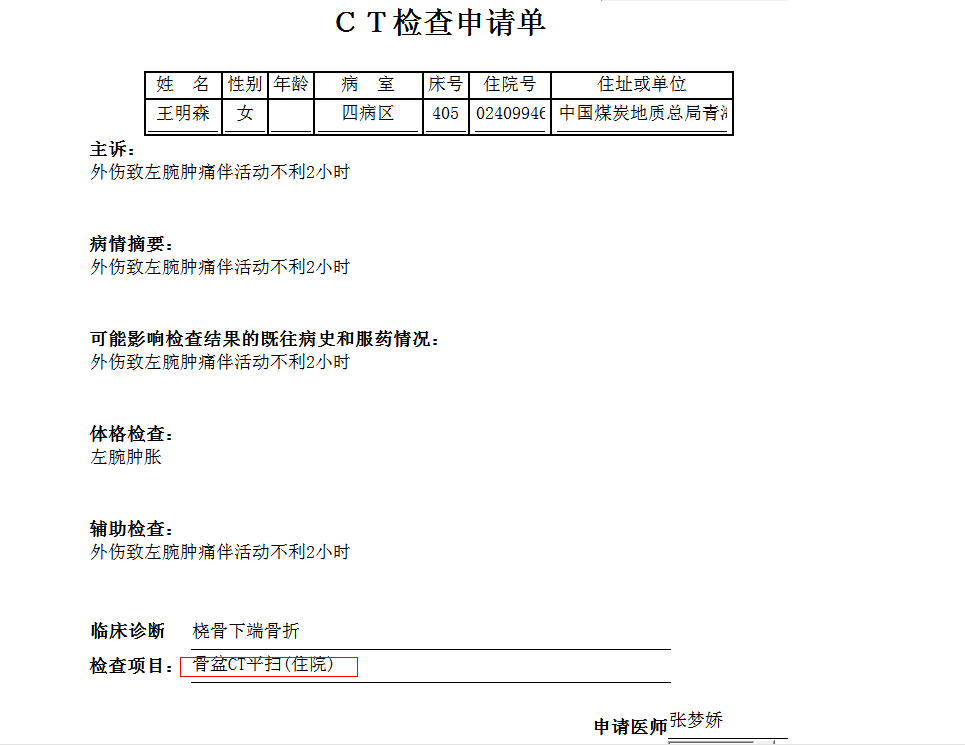 ＣＴ检查申请单
姓　名 性别 年龄 病　室 床号 住院号 住址或单位
王明森 女 四病区 405 02409946 中国煤炭地质总局青海
主诉：
外伤致左腕肿痛伴活动不利2小时
病情摘要：
外伤致左腕肿痛伴活动不利2小时
可能影响检查结果的既往病史和服药情况：
外伤致左腕肿痛伴活动不利2小时
体格检查：
左腕肿胀
辅助检查：
外伤致左腕肿痛伴活动不利2小时
临床诊断 桡骨下端骨折
检查项目： 骨盆CT平扫(住院)
申请医师 张梦娇